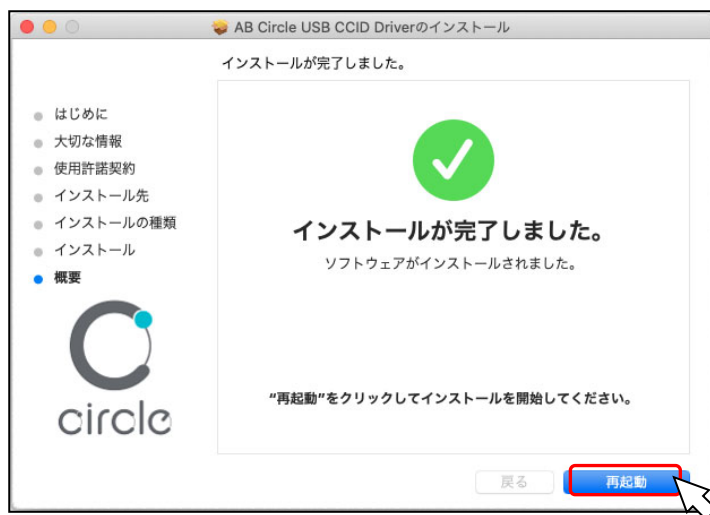 AB Circle USB CCID Driverのインストール
インストールが完了しました。
はじめに
大切な情報
使用許諾契約
インストール先
インストールの種類
インストール
概要
circle
インストールが完了しました。
ソフトウェアがインストールされました。
“再起動”をクリックしてインストールを開始してください。
戻る
再起動